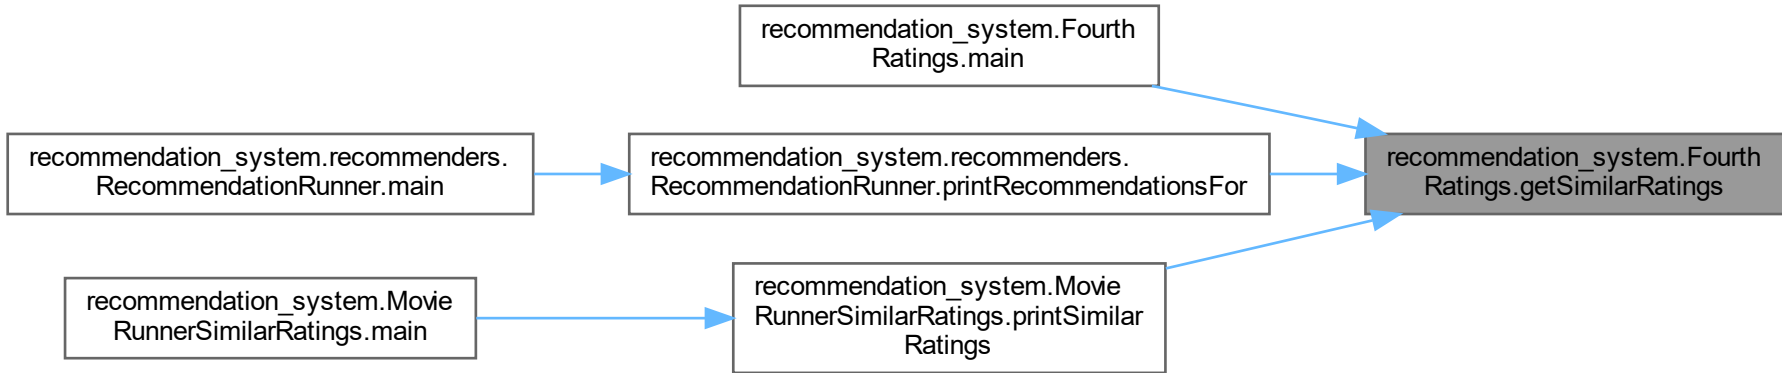 recommendation_system.Fourth
Ratings.main
recommendation_system.recommenders.
RecommendationRunner.main
recommendation_system.recommenders.
RecommendationRunner.printRecommendationsFor
recommendation_system.Fourth
Ratings.getSimilarRatings
recommendation_system.Movie
RunnerSimilarRatings.main
recommendation_system.Movie
RunnerSimilarRatings.printSimilar
Ratings